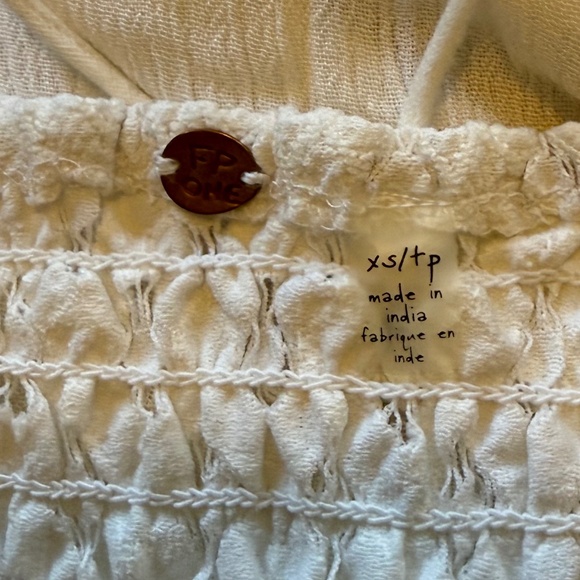 FP
ONE
xs/tp
made in
india
fabrique en
inde